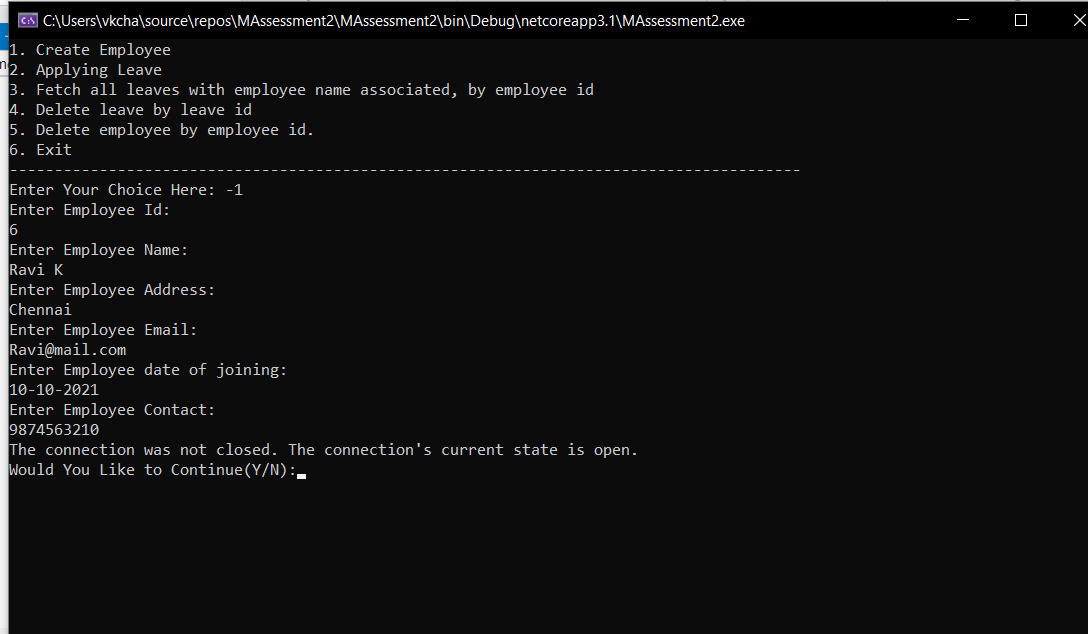 C:\Users\vkcha\source\repos\MAssessment2\MAssessment2\bin\Debug\netcoreapp3.1\MAssessment2.exe
1. Create Employee
2. Applying Leave
3. Fetch all leaves with employee name associated, by employee id
4. Delete leave by leave id
5. Delete employee by employee id.
6. Exit
----------------------------------------------------------------------------------------
Enter Your Choice Here: -1
Enter Employee Id:
6
Enter Employee Name:
Ravi K
Enter Employee Address:
Chennai
Enter Employee Email:
Ravi@mail.com
Enter Employee date of joining:
10-10-2021
Enter Employee Contact:
9874563210
The connection was not closed. The connection's current state is open.
Would You Like to Continue(Y/N):